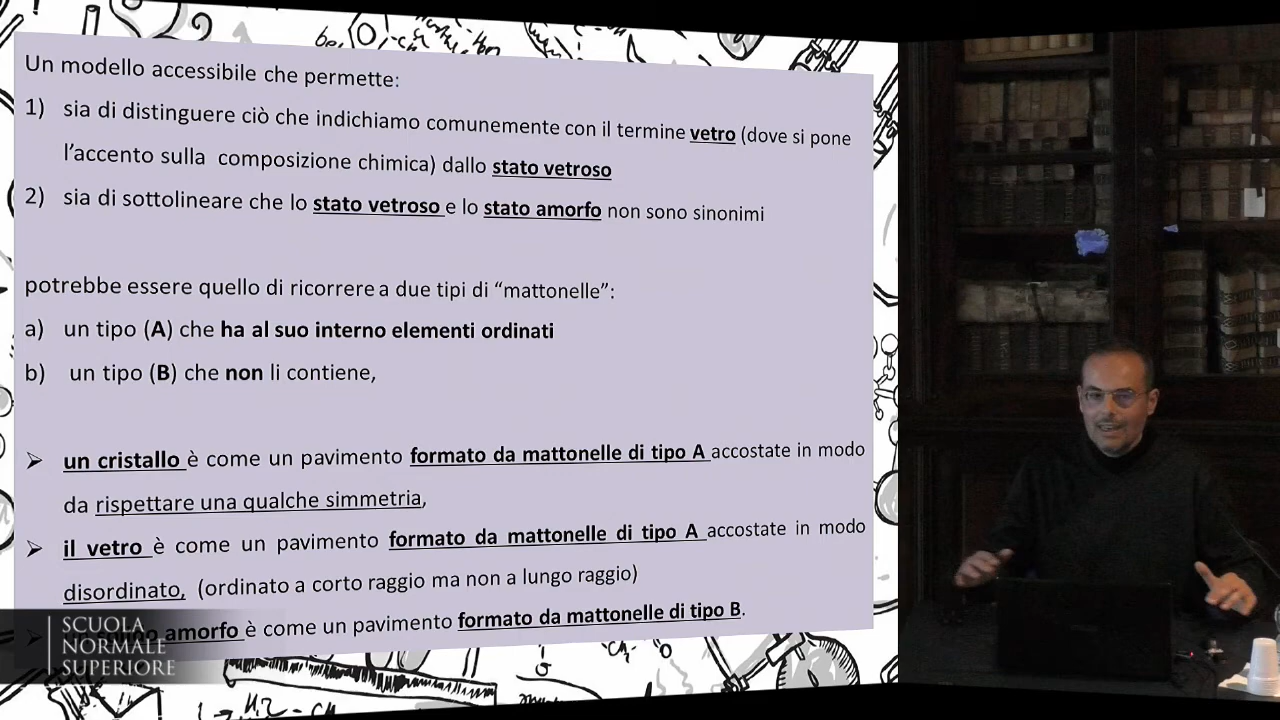 Un modello accessibile che permette:
1) sia di distinguere ciò che indichiamo comunemente con il termine vetro (dove si pone
l’accento sulla composizione chimica) dallo stato vetroso
2) sia di sottolineare che lo stato vetroso e lo stato amorfo non sono sinonimi
potrebbe essere quello di ricorrere a due tipi di “mattonelle”:
a) un tipo (A) che ha al suo interno elementi ordinati
b) un tipo (B) che non li contiene,
➢ un cristallo è come un pavimento formato da mattonelle di tipo A accostate in modo
da rispettare una qualche simmetria,
➢ il vetro è come un pavimento formato da mattonelle di tipo A accostate in modo
disordinato, (ordinato a corto raggio ma non a lungo raggio)
amorfo è come un pavimento formato da mattonelle di tipo B.
SCUOLA
NORMALE
SUPERIORE